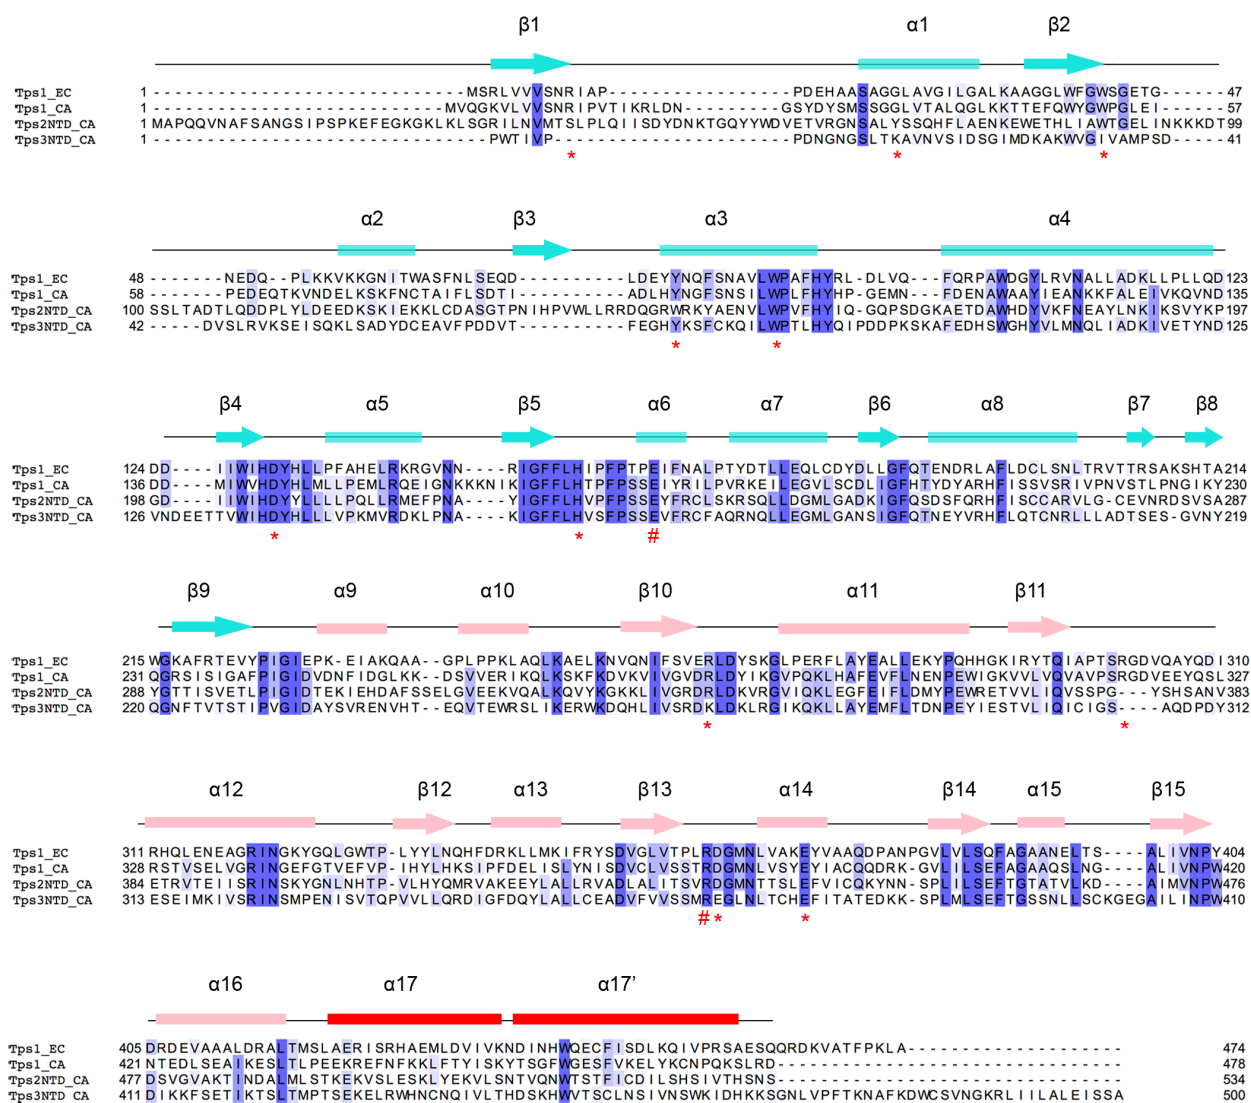 β1 α1 β2
Tps1_EC 1 -----------------------------MSRLVVVSNRIAP------------------PDEHAASAGGLAVGILGALKAAGGLWFGWSGETG----- 47
Tps1_CA 1 ---------------------------MVQGKVLVVSNRIPVTIKRLDN----------GSYDYSMSSGGLVTALQGLKKTTEFQWYGWPGLEI----- 57
Tps2NTD_CA 1 MAPQQVNAFSANGSIPSPKEFEGKGKLKLSGRILNVMTSLPLQIISDYDNKTGQYYWDVETVRGNSALYSSQHFLAENKEWETHLIAWTGELINKKKDT 99
Tps3NTD_CA 1 -------------------------------PWTIVP---------------------PDNGNGSLTKAVNVSIDSGIMDKAKWVGIVAMPSD----- 41
* * *
α2 β3 α3 α4
Tps1_EC 48 -------NEDQ--PLKKVKKGNITWASFNLSEQD----------LDEYYNQFSNAVLWPAFHYRL-DLVQ---FQRPAWDGYLRVNALLADKLLPLLQD 123
Tps1_CA 58 -------PEDEQTKVNDELKSKFNCTAIFLSDTI----------ADLHYNGFSNSILWPLFHYHP-GEMN---FDENAWAAYIEANKKFALEIVKQVND 135
Tps2NTD_CA 100 SSLTADTLQDDPLYLDEEDKSKIEKKLCDASGTPNIHPVWLLRRDQGRWRKYAENVLWPVFHYIQ-GQPSDGKAETDAWHDYVKFNEAYLNKIKSVYKP 197
Tps3NTD_CA 42 -----DVSLRVKSEISQKLSADYDCEAVFPDDVT----------FEGHYKSFCKQILWPTLHYQIPDDPKSKAFEDHSWGHYVLMNQLIADKIVETYND 125
* *
β4 α5 β5 α6 α7 β6 α8 β7 β8
Tps1_EC 124 DD----IIWIHDYHLLPFAHELRKRGVNN----RIGFFLHIPFPTPEIFNALPTYDTLLEQLCDYDLLGFQTENDRLAFLDCLSNLTRVTTRSAKSHTA 214
Tps1_CA 136 DD----MIWVHDYHLMLLPEMLRQEIGNKKKNIKIGFFLHTPFPSSEIYRILPVRKEILEGVLSCDLIGFHTYDYARHFISSVSRIVPNVSTLPNGIKY 230
Tps2NTD_CA 198 GD----IIWIHDYYLLLLPQLLRMEFPNA----YIGFFLHVPFPSSEYFRCLSKRSQLLDGMLGADKIGFQSDSFQRHFISCCARVLG-CEVNRDSVSA 287
Tps3NTD_CA 126 VNDEETTVWIHDYHLLLVPKMVRDKLPNA----KIGFFLHVSFPSSEVFRCFAQRNQLLEGMLGANSIGFQTNEYVRHFLQTCNRLLLADTSES-GVNY 219
* * #
β9 α9 α10 β10 α11 β11
Tps1_EC 215 WGKAFRTEVYPIGIEPK-EIAKQAA--GPLPPKLAQLKAELKNVQNIFSVERLDYSKGLPERFLAYEALLEKYPQHHGKIRYTQIAPTSRGDVQAYQDI 310
Tps1_CA 231 QGRSISIGAFPIGIDVDNFIDGLKK--DSVVERIKQLKSKFKDVKVIVGVDRLDYIKGVPQKLHAFEVFLNENPEWIGKVVLVQVAVPSRGDVEEYQSL 327
Tps2NTD_CA 288 YGTTISVETLPIGIDTEKIEHDAFSSELGVEEKVQALKQVYKGKKLIVGRDRLDKVRGVIQKLEGFEIFLDMYPEWRETVVLIQVSSPG---YSHSANV 383
Tps3NTD_CA 220 QGNFTVTSTIPVGIDAYSVRENVHT--EQVTEWRSLIKERWKDQHLIVSRDKLDKLRGIKQKLLAYEMFLTDNPEYIESTVLIQICIGS----AQDPDY 312
* *
α12 β12 α13 β13 α14 β14 α15 β15
Tps1_EC 311 RHQLENEAGRINGKYGQLGWTP-LYYLNQHFDRKLLMKIFRYSDVGLVTPLRDGMNLVAKEYVAAQDPANPGVLVLSQFAGAANELTS----ALIVNPY 404
Tps1_CA 328 RSTVSELVGRINGEFGTVEFVP-IHYLHKSIPFDELISLYNISDVCLVSSTRDGMNLVSYEYIACQQDRK-GVLILSEFAGAAQSLNG----ALIVNPW 420
Tps2NTD_CA 384 ETRVTEIISRINSKYGNLNHTP-VLHYQMRVAKEEYLALLRVADLALITSVRDGMNTTSLEFVICQKYNN-SPLILSEFTGTATVLKD----AIMVNPW 476
Tps3NTD_CA 313 ESEIMKIVSRINSMPENISVTQPVVLLQRDIGFDQYLALLCEADVFVVSSMREGLNLTCHEFITATEDKK-SPLMLSEFTGSSNLLSCKGEGAILINPW 410
# * *
α16 α17 α17’
Tps1_EC 405 DRDEVAAALDRALTMSLAERISRHAEMLDVIVKNDINHWQECFISDLKQIVPRSAESQQRDKVATFPKLA-------------------- 474
Tps1_CA 421 NTEDLSEAIKESLTLPEEKREFNFKKLFTYISKYTSGFWGESFVKELYKCNPQKSLRD-------------------------------- 478
Tps2NTD_CA 477 DSVGVAKTINDALMLSTKEKVSLESKLYEKVLSNTVQNWTSTFICDILSHSIVTHSNS-------------------------------- 534
Tps3NTD_CA 411 DIKKFSETIKTSLTMPTSEKELRWHNCNQIVLTHDSKHWVTSCLNSIVNSWKIDHKKSGNLVPFTKNAFKDWCSVNGKRLIILALEISSA 500